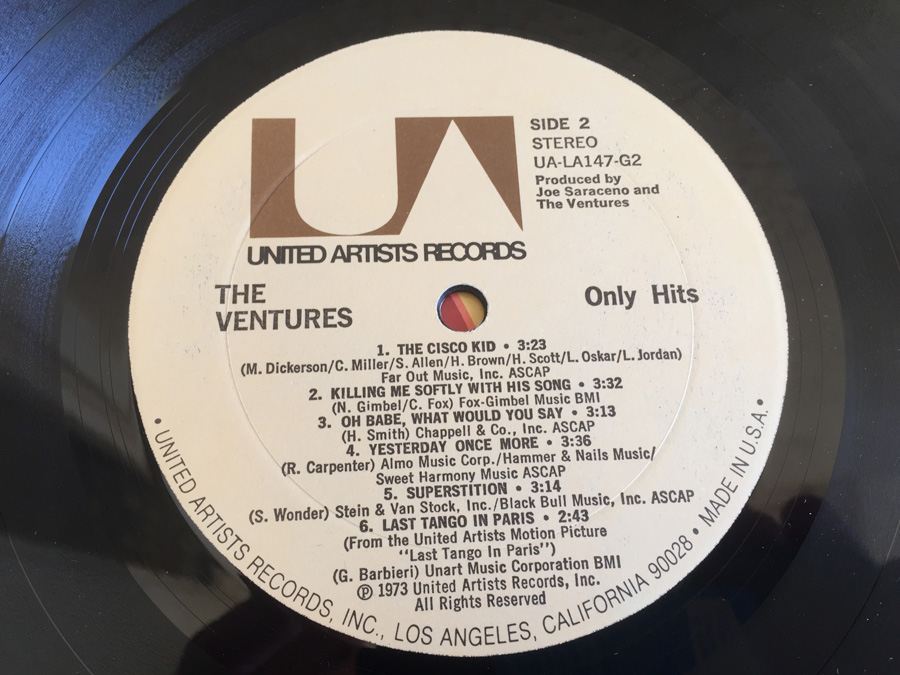 UA
UNITED ARTISTS RECORDS
SIDE 2
STEREO
UA-LA147-G2
Produced by
Joe Saraceno and
The Ventures
THE
VENTURES
Only Hits
1. THE CISCO KID • 3:23
(M. Dickerson/C. Miller/S. Allen/H. Brown/H. Scott/L. Oskar/L. Jordan)
Far Out Music, Inc. ASCAP
2. KILLING ME SOFTLY WITH HIS SONG • 3:32
(N. Gimbel/C. Fox) Fox-Gimbel Music BMI
3. OH BABE, WHAT WOULD YOU SAY • 3:13
(H. Smith) Chappell & Co., Inc. ASCAP
4. YESTERDAY ONCE MORE • 3:36
(R. Carpenter) Almo Music Corp./Hammer & Nails Music/
Sweet Harmony Music ASCAP
5. SUPERSTITION • 3:14
(S. Wonder) Stein & Van Stock, Inc./Black Bull Music, Inc. ASCAP
6. LAST TANGO IN PARIS • 2:43
(From the United Artists Motion Picture
"Last Tango In Paris")
(G. Barbieri) Unart Music Corporation BMI
℗ 1973 United Artists Records, Inc.
All Rights Reserved
• UNITED ARTISTS RECORDS, INC., LOS ANGELES, CALIFORNIA 90028 • MADE IN U.S.A. •